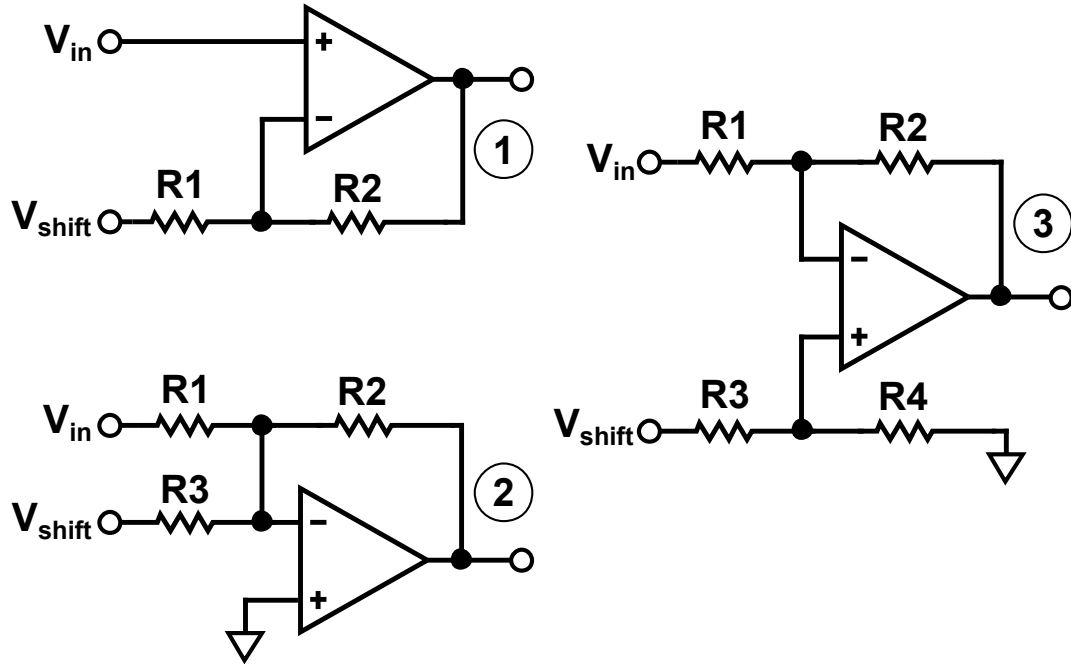 Vin
+
−
1
R1
R2
Vshift
R1
R2
Vin
R3
Vshift
−
+
2
R1
R2
Vin
3
−
+
R3
R4
Vshift